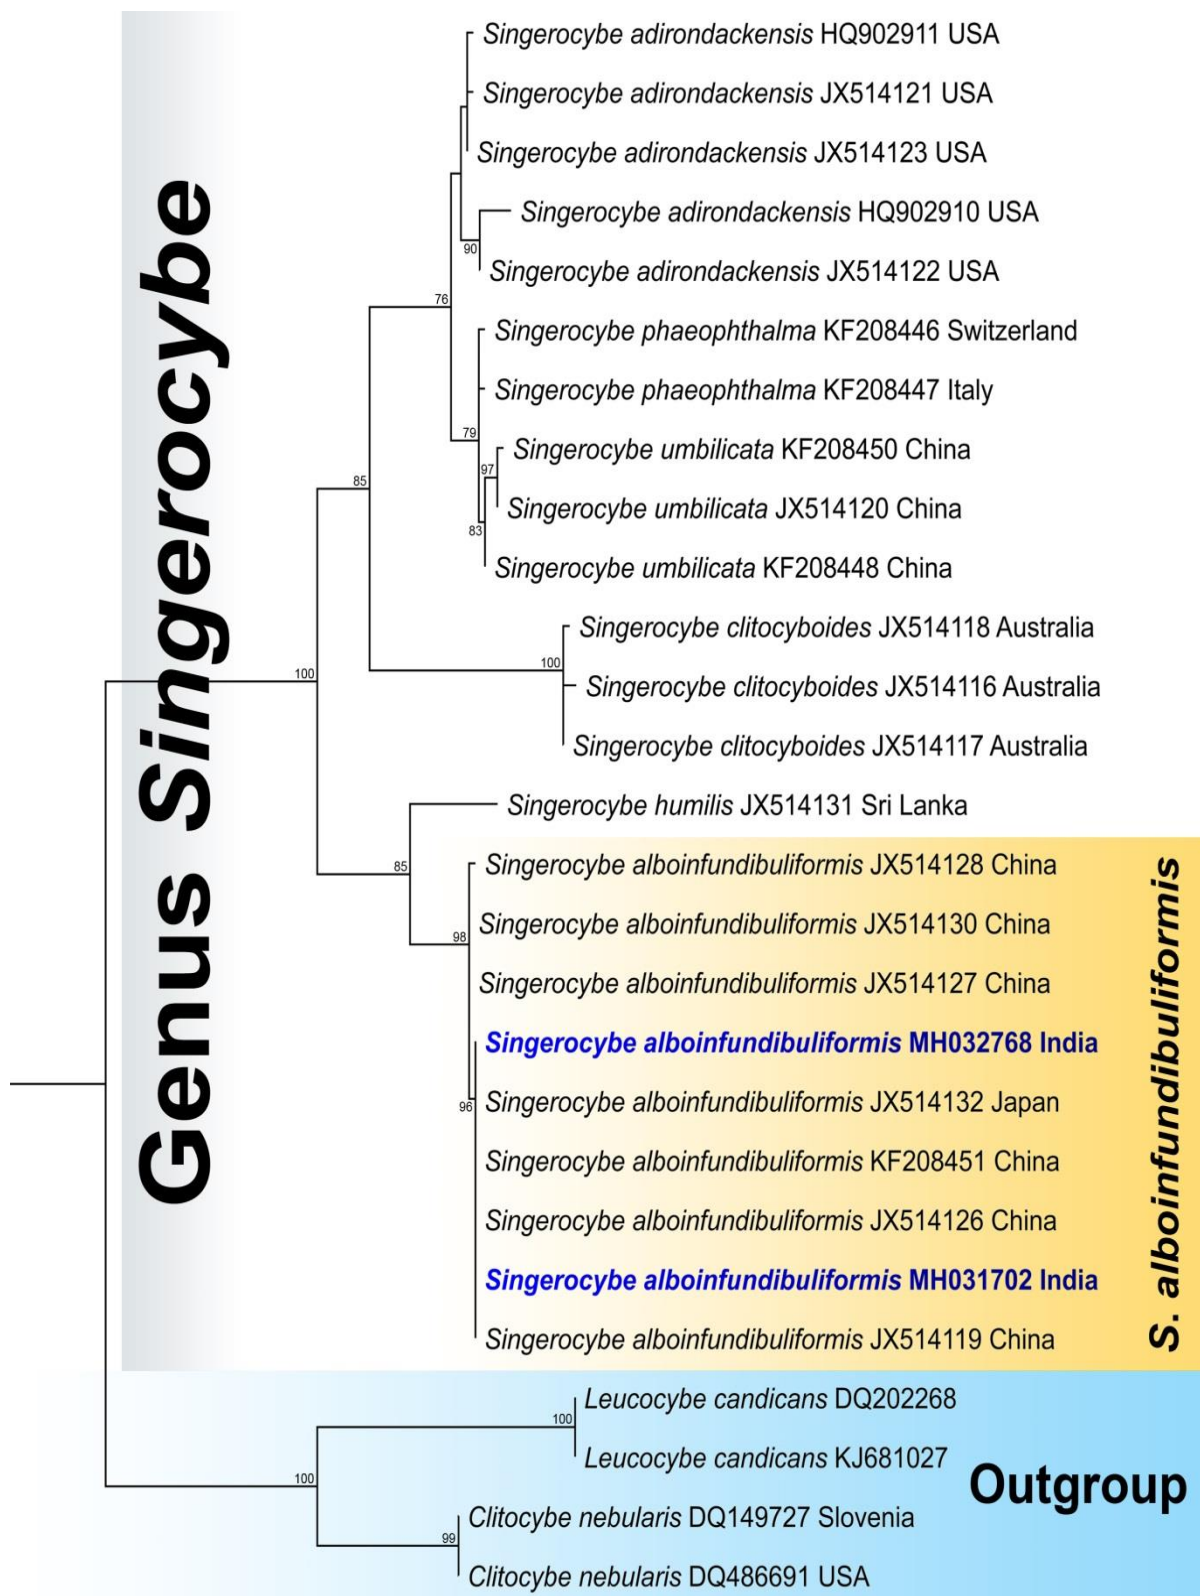 Genus Singerocybe
Singerocybe adirondackensis HQ902911 USA
Singerocybe adirondackensis JX514121 USA
Singerocybe adirondackensis JX514123 USA
Singerocybe adirondackensis HQ902910 USA
90
Singerocybe adirondackensis JX514122 USA
76
Singerocybe phaeophthalma KF208446 Switzerland
Singerocybe phaeophthalma KF208447 Italy
79
Singerocybe umbilicata KF208450 China
97
Singerocybe umbilicata JX514120 China
83
Singerocybe umbilicata KF208448 China
85
Singerocybe clitocyboides JX514118 Australia
100
Singerocybe clitocyboides JX514116 Australia
Singerocybe clitocyboides JX514117 Australia
100
Singerocybe humilis JX514131 Sri Lanka
85
Singerocybe alboinfundibuliformis JX514128 China
Singerocybe alboinfundibuliformis JX514130 China
98
Singerocybe alboinfundibuliformis JX514127 China
Singerocybe alboinfundibuliformis MH032768 India
Singerocybe alboinfundibuliformis JX514132 Japan
96
Singerocybe alboinfundibuliformis KF208451 China
Singerocybe alboinfundibuliformis JX514126 China
Singerocybe alboinfundibuliformis MH031702 India
Singerocybe alboinfundibuliformis JX514119 China
S. alboinfundibuliformis
Leucocybe candicans DQ202268
100
Leucocybe candicans KJ681027
100
Outgroup
Clitocybe nebularis DQ149727 Slovenia
99
Clitocybe nebularis DQ486691 USA